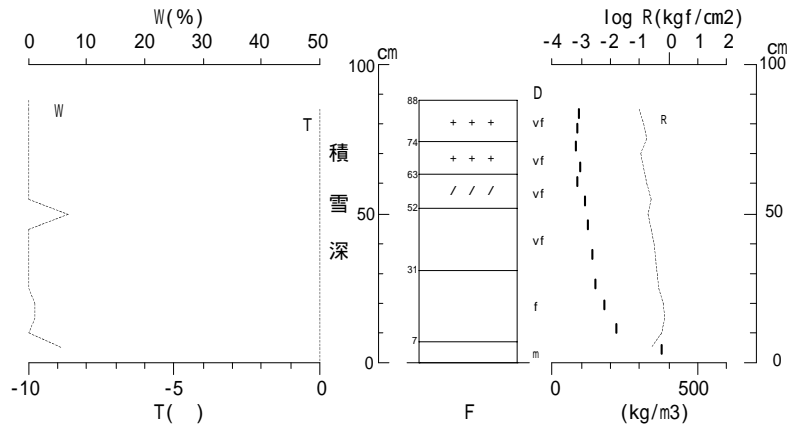 W(%)
0 10 20 30 40 50
log R(kgf/cm2)
-4 -3 -2 -1 0 1 2
cm
100
50
0
W
T
積
雪
深
88
74
63
52
31
7
+ + +
+ + +
/ / /
D
vf
vf
vf
vf
f
m
R
cm
100
50
0
-10 -5 0
T( )
F
0 500
(kg/m3)